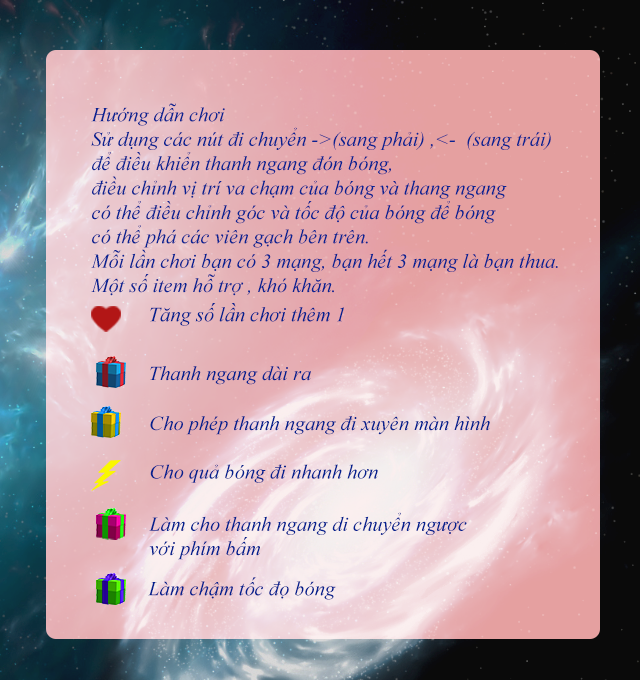 Hướng dẫn chơi
Sử dụng các nút đi chuyển ->(sang phải) ,<- (sang trái)
để điều khiển thanh ngang đón bóng,
điều chỉnh vị trí va chạm của bóng và thang ngang
có thể điều chỉnh góc và tốc độ của bóng để bóng
có thể phá các viên gạch bên trên.
Mỗi lần chơi bạn có 3 mạng, bạn hết 3 mạng là bạn thua.
Một số item hỗ trợ , khó khăn.
Tăng số lần chơi thêm 1
Thanh ngang dài ra
Cho phép thanh ngang đi xuyên màn hình
Cho quả bóng đi nhanh hơn
Làm cho thanh ngang di chuyển ngược
với phím bấm
Làm chậm tốc đọ bóng